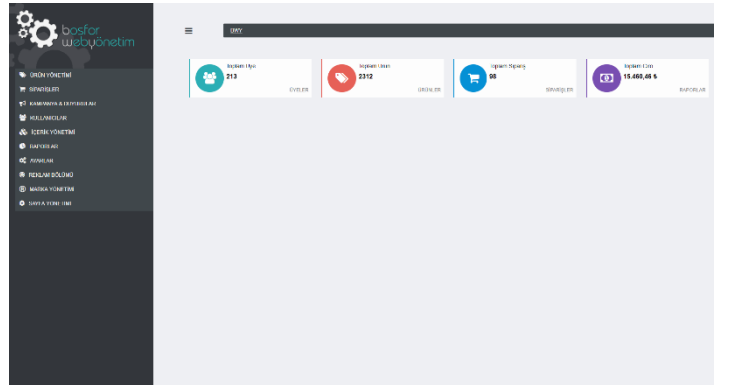 bosfor
webyönetim
BWY
ÜRÜN YÖNETİMİ
SİPARİŞLER
KAMPANYA & DUYURULAR
KULLANICILAR
İÇERİK YÖNETİMİ
RAPORLAR
AYARLAR
REKLAM BÖLÜMÜ
MARKA YÖNETİMİ
SAYFA YÖNETİMİ
Toplam Üye
213
ÜYELER
Toplam Ürün
2312
ÜRÜNLER
Toplam Sipariş
98
SİPARİŞLER
Toplam Ciro
15.460,46 ₺
RAPORLAR